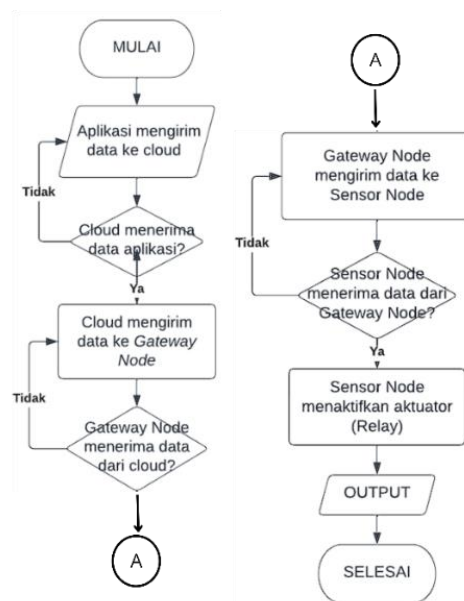 MULAI
Aplikasi mengirim
data ke cloud
Tidak
Cloud menerima
data aplikasi?
Ya
Cloud mengirim
data ke Gateway
Node
Tidak
Gateway Node
menerima data
dari cloud?
A
A
Gateway Node
mengirim data ke
Sensor Node
Tidak
Sensor Node
menerima data dari
Gateway Node?
Ya
Sensor Node
menaktifkan aktuator
(Relay)
OUTPUT
SELESAI